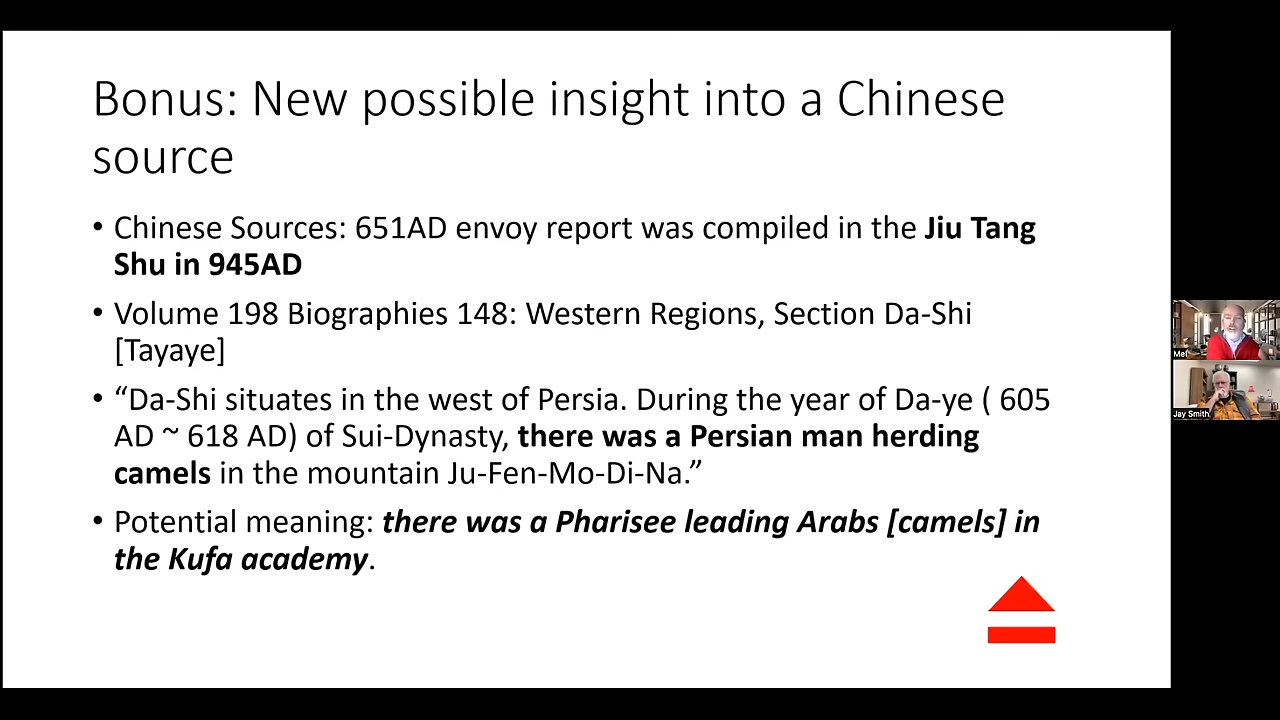 Bonus: New possible insight into a Chinese
source
• Chinese Sources: 651AD envoy report was compiled in the Jiu Tang
Shu in 945AD
• Volume 198 Biographies 148: Western Regions, Section Da-Shi
[Tayaye]
• “Da-Shi situates in the west of Persia. During the year of Da-ye ( 605
AD ~ 618 AD) of Sui-Dynasty, there was a Persian man herding
camels in the mountain Ju-Fen-Mo-Di-Na.”
• Potential meaning: there was a Pharisee leading Arabs [camels] in
the Kufa academy.
Mel
Jay Smith